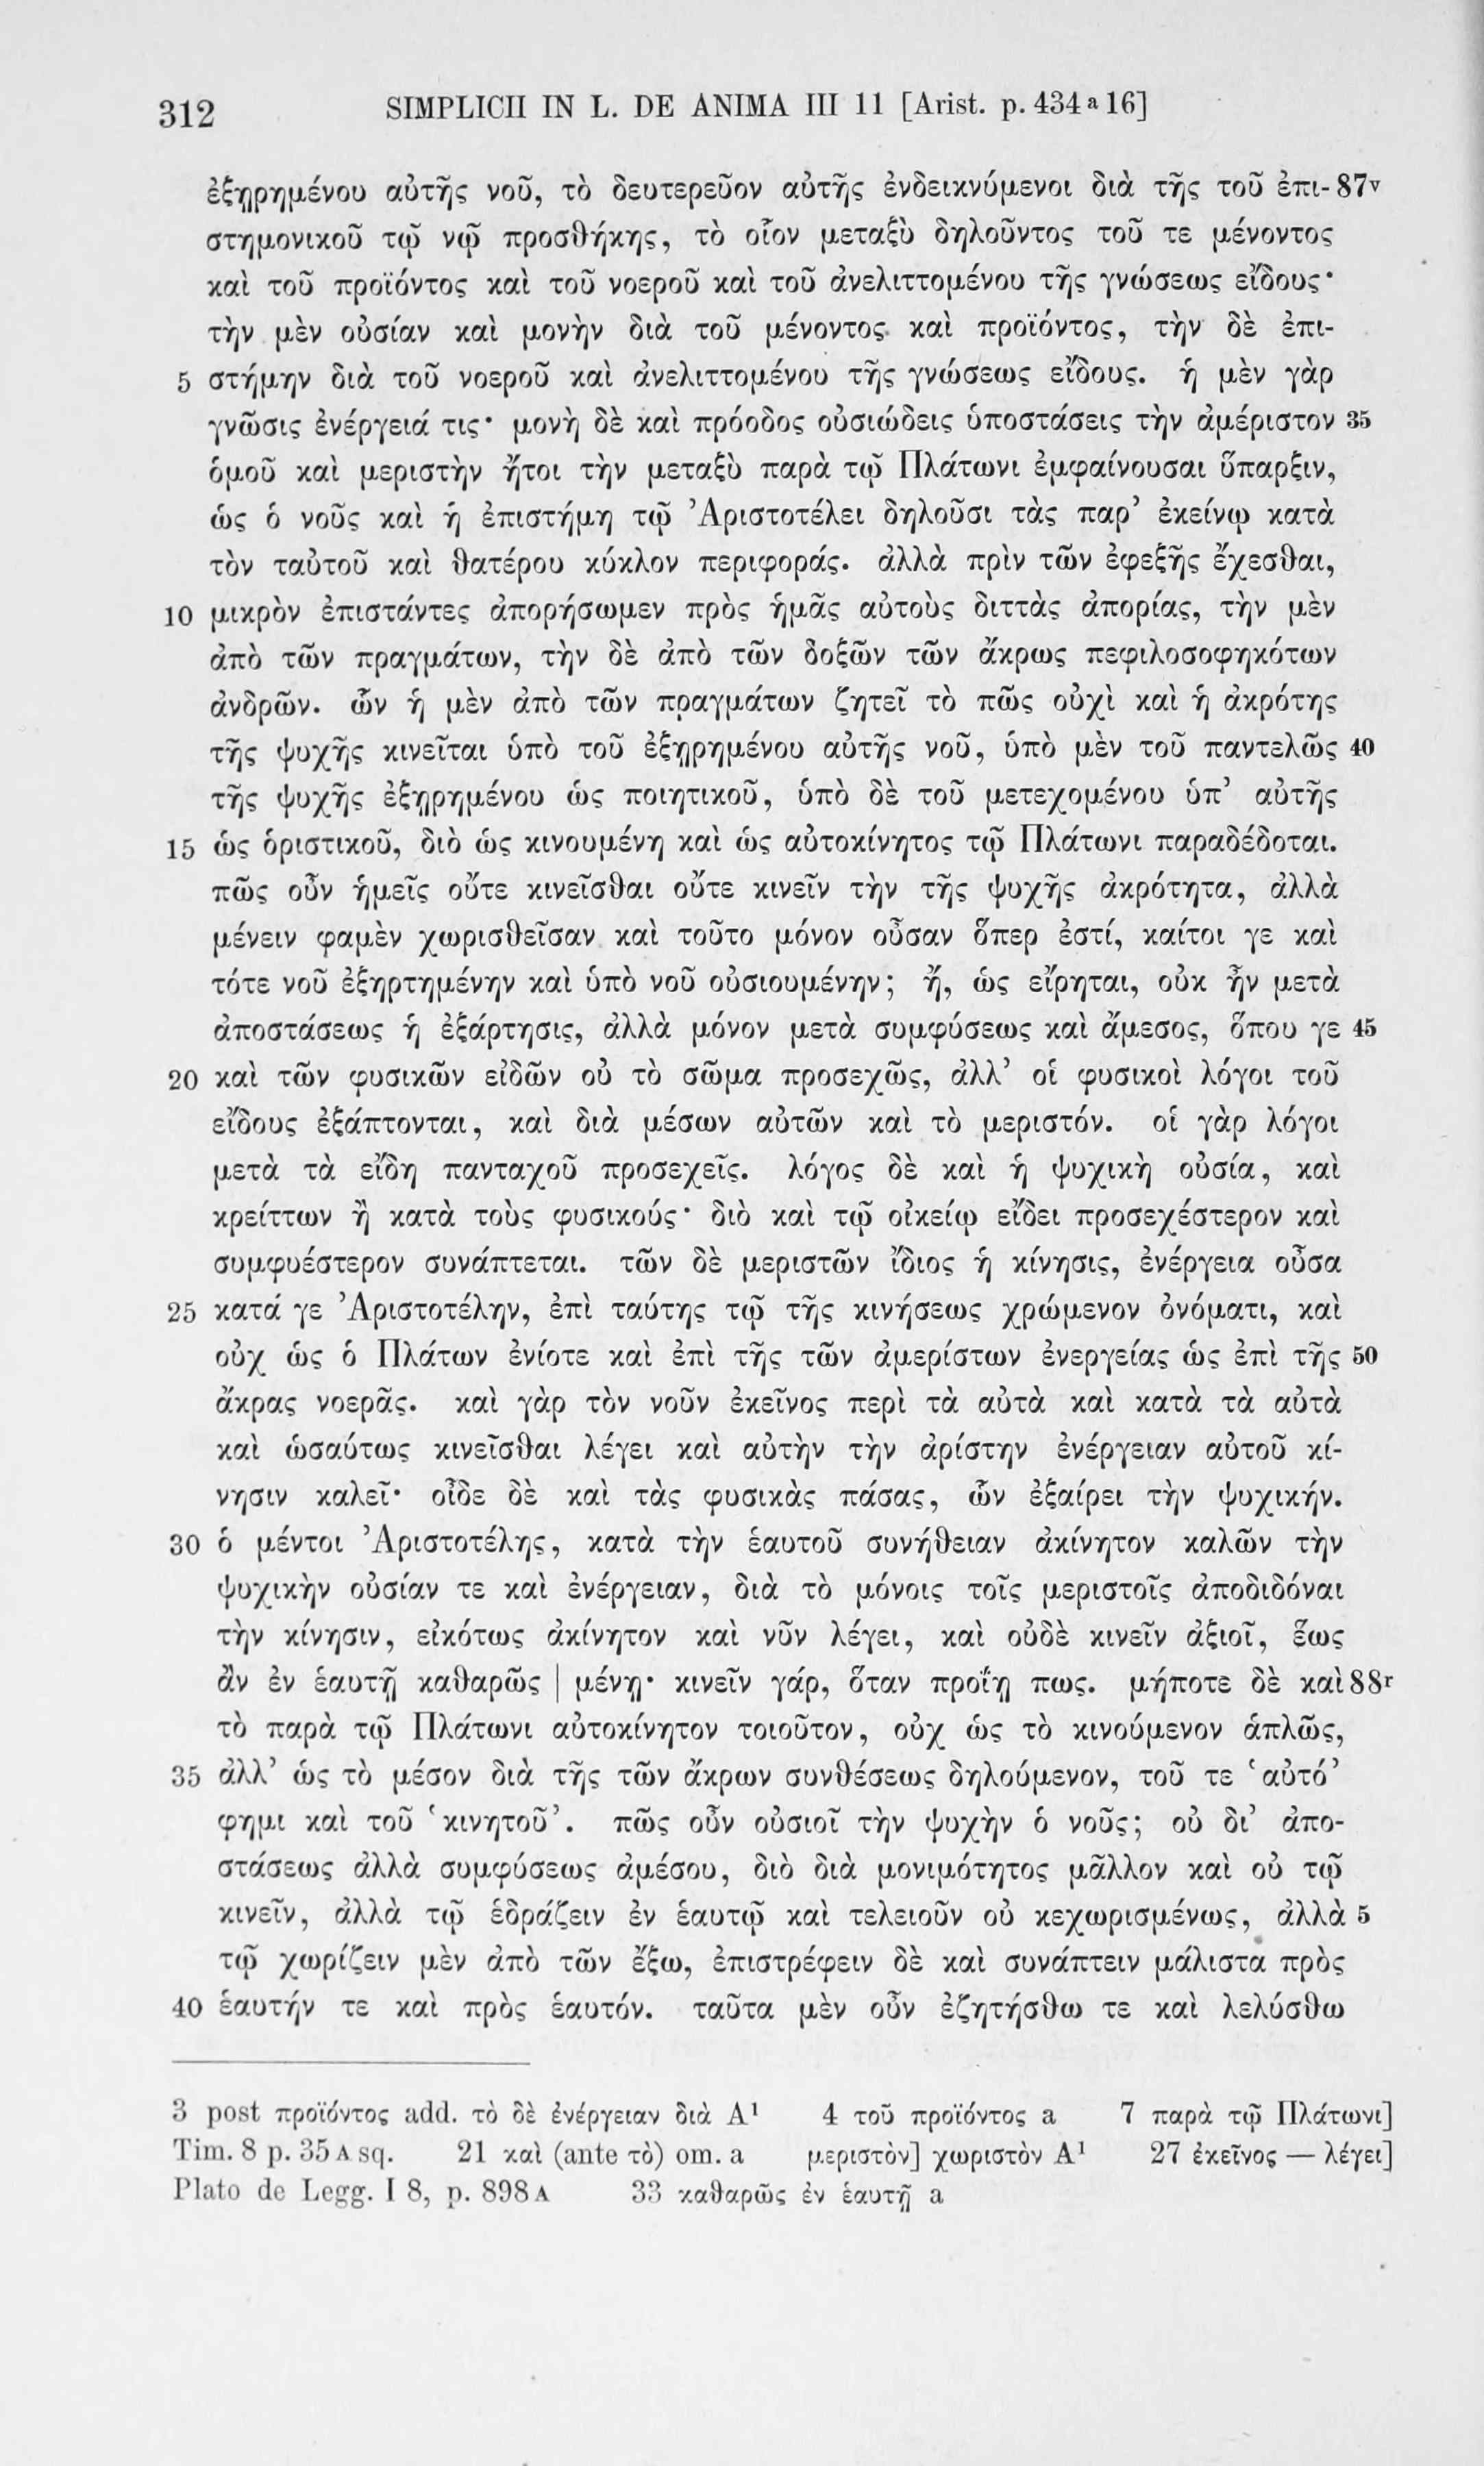 312 SIMPLICII IN L. DE ANIMA III 11 [Arist. p. 434 a 16]
ἐξῃρημένου αὐτῆς νοῦ, τὸ δευτερεῦον αὐτῆς ἐνδεικνύμενοι διὰ τῆς τοῦ ἐπι- 87v
στημονικοῦ τῷ νῷ προσθήκης, τὸ οἷον μεταξὺ δηλοῦντος τοῦ τε μένοντος
καὶ τοῦ προϊόντος καὶ τοῦ νοεροῦ καὶ τοῦ ἀνελιττομένου τῆς γνώσεως εἴδους·
τὴν μὲν οὐσίαν καὶ μονὴν διὰ τοῦ μένοντος καὶ προϊόντος, τὴν δὲ ἐπι-
5 στήμην διὰ τοῦ νοεροῦ καὶ ἀνελιττομένου τῆς γνώσεως εἴδους. ἡ μὲν γὰρ
γνῶσις ἐνέργειά τις· μονὴ δὲ καὶ πρόοδος οὐσιώδεις ὑποστάσεις τὴν ἀμέριστον 35
ὁμοῦ καὶ μεριστὴν ἤτοι τὴν μεταξὺ παρὰ τῷ Πλάτωνι ἐμφαίνουσαι ὕπαρξιν,
ὡς ὁ νοῦς καὶ ἡ ἐπιστήμη τῷ Ἀριστοτέλει δηλοῦσι τὰς παρ’ ἐκείνῳ κατὰ
τὸν ταὐτοῦ καὶ θατέρου κύκλον περιφοράς. ἀλλὰ πρὶν τῶν ἐφεξῆς ἔχεσθαι,
10 μικρὸν ἐπιστάντες ἀπορήσωμεν πρὸς ἡμᾶς αὐτοὺς διττὰς ἀπορίας, τὴν μὲν
ἀπὸ τῶν πραγμάτων, τὴν δὲ ἀπὸ τῶν δοξῶν τῶν ἄκρως πεφιλοσοφηκότων
ἀνδρῶν. ὧν ἡ μὲν ἀπὸ τῶν πραγμάτων ζητεῖ τὸ πῶς οὐχὶ καὶ ἡ ἀκρότης
τῆς ψυχῆς κινεῖται ὑπὸ τοῦ ἐξῃρημένου αὐτῆς νοῦ, ὑπὸ μὲν τοῦ παντελῶς 40
τῆς ψυχῆς ἐξῃρημένου ὡς ποιητικοῦ, ὑπὸ δὲ τοῦ μετεχομένου ὑπ’ αὐτῆς
15 ὡς ὁριστικοῦ, διὸ ὡς κινουμένη καὶ ὡς αὐτοκίνητος τῷ Πλάτωνι παραδέδοται.
πῶς οὖν ἡμεῖς οὔτε κινεῖσθαι οὔτε κινεῖν τὴν τῆς ψυχῆς ἀκρότητα, ἀλλὰ
μένειν φαμὲν χωρισθεῖσαν καὶ τοῦτο μόνον οὖσαν ὅπερ ἐστί, καίτοι γε καὶ
τότε νοῦ ἐξηρτημένην καὶ ὑπὸ νοῦ οὐσιουμένην; ἤ, ὡς εἴρηται, οὐκ ἦν μετὰ
ἀποστάσεως ἡ ἐξάρτησις, ἀλλὰ μόνον μετὰ συμφύσεως καὶ ἄμεσος, ὅπου γε 45
20 καὶ τῶν φυσικῶν εἰδῶν οὐ τὸ σῶμα προσεχῶς, ἀλλ’ οἱ φυσικοὶ λόγοι τοῦ
εἴδους ἐξάπτονται, καὶ διὰ μέσων αὐτῶν καὶ τὸ μεριστόν. οἱ γὰρ λόγοι
μετὰ τὰ εἴδη πανταχοῦ προσεχεῖς. λόγος δὲ καὶ ἡ ψυχικὴ οὐσία, καὶ
κρείττων ἢ κατὰ τοὺς φυσικούς· διὸ καὶ τῷ οἰκείῳ εἴδει προσεχέστερον καὶ
συμφυέστερον συνάπτεται. τῶν δὲ μεριστῶν ἴδιος ἡ κίνησις, ἐνέργεια οὖσα
25 κατά γε Ἀριστοτέλην, ἐπὶ ταύτης τῷ τῆς κινήσεως χρώμενον ὀνόματι, καὶ
οὐχ ὡς ὁ Πλάτων ἐνίοτε καὶ ἐπὶ τῆς τῶν ἀμερίστων ἐνεργείας ὡς ἐπὶ τῆς 50
ἄκρας νοερᾶς. καὶ γὰρ τὸν νοῦν ἐκεῖνος περὶ τὰ αὐτὰ καὶ κατὰ τὰ αὐτὰ
καὶ ὡσαύτως κινεῖσθαι λέγει καὶ αὐτὴν τὴν ἀρίστην ἐνέργειαν αὐτοῦ κί-
νησιν καλεῖ· οἶδε δὲ καὶ τὰς φυσικὰς πάσας, ὧν ἐξαίρει τὴν ψυχικήν.
30 ὁ μέντοι Ἀριστοτέλης, κατὰ τὴν ἑαυτοῦ συνήθειαν ἀκίνητον καλῶν τὴν
ψυχικὴν οὐσίαν τε καὶ ἐνέργειαν, διὰ τὸ μόνοις τοῖς μεριστοῖς ἀποδιδόναι
τὴν κίνησιν, εἰκότως ἀκίνητον καὶ νῦν λέγει, καὶ οὐδὲ κινεῖν ἀξιοῖ, ἕως
ἂν ἐν ἑαυτῇ καθαρῶς | μένῃ· κινεῖν γάρ, ὅταν προΐῃ πως. μήποτε δὲ καὶ 88r
τὸ παρὰ τῷ Πλάτωνι αὐτοκίνητον τοιοῦτον, οὐχ ὡς τὸ κινούμενον ἁπλῶς,
35 ἀλλ’ ὡς τὸ μέσον διὰ τῆς τῶν ἄκρων συνθέσεως δηλούμενον, τοῦ τε ‘αὐτό’
φημι καὶ τοῦ ‘κινητοῦ’. πῶς οὖν οὐσιοῖ τὴν ψυχὴν ὁ νοῦς; οὐ δι’ ἀπο-
στάσεως ἀλλὰ συμφύσεως ἀμέσου, διὸ διὰ μονιμότητος μᾶλλον καὶ οὐ τῷ
κινεῖν, ἀλλὰ τῷ ἑδράζειν ἐν ἑαυτῷ καὶ τελειοῦν οὐ κεχωρισμένως, ἀλλὰ 5
τῷ χωρίζειν μὲν ἀπὸ τῶν ἔξω, ἐπιστρέφειν δὲ καὶ συνάπτειν μάλιστα πρὸς
40 ἑαυτήν τε καὶ πρὸς ἑαυτόν. ταῦτα μὲν οὖν ἐζητήσθω τε καὶ λελύσθω
3 post προϊόντος add. τὸ δὲ ἐνέργειαν διὰ A¹ 4 τοῦ προϊόντος a 7 παρὰ τῷ Πλάτωνι]
Tim. 8 p. 35 A sq. 21 καὶ (ante τὸ) om. a μεριστὸν] χωριστὸν A¹ 27 ἐκεῖνος — λέγει]
Plato de Legg. I 8, p. 898 A 33 καθαρῶς ἐν ἑαυτῇ a